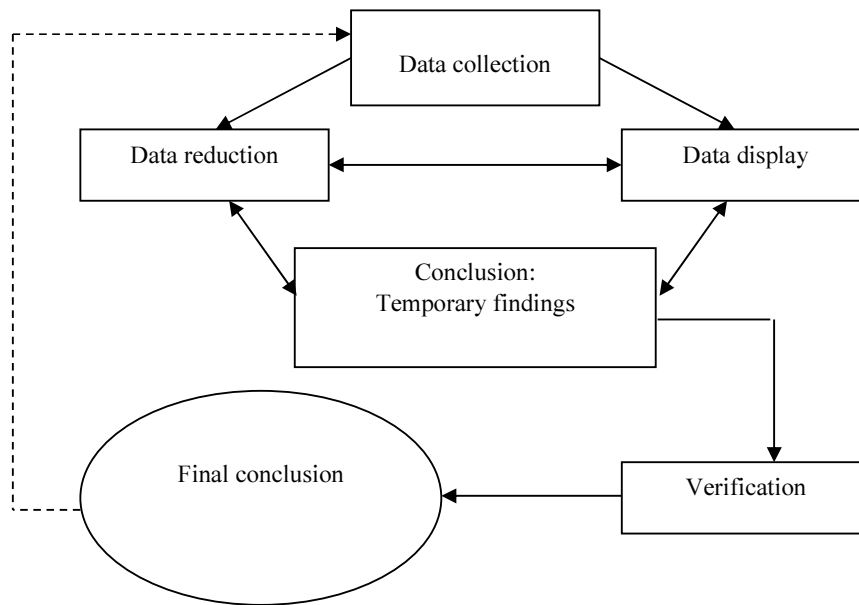 Data collection
Data reduction
Data display
Conclusion:
Temporary findings
Final conclusion
Verification